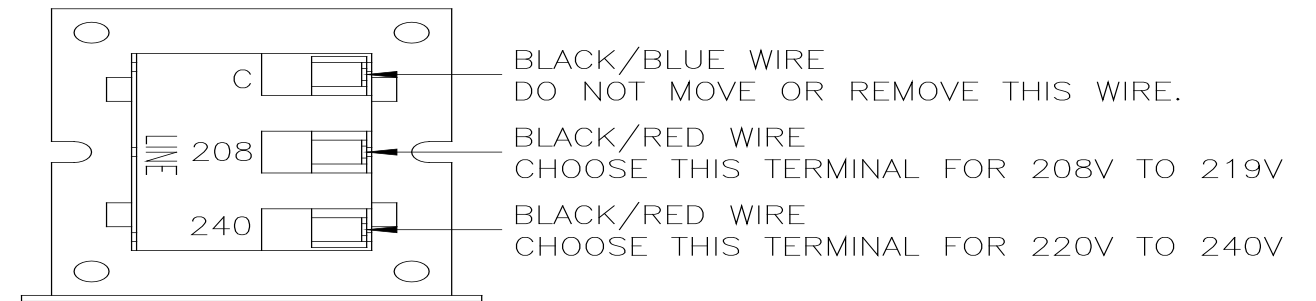 C
BLACK/BLUE WIRE
DO NOT MOVE OR REMOVE THIS WIRE.
LINE
208
BLACK/RED WIRE
CHOOSE THIS TERMINAL FOR 208V TO 219V
240
BLACK/RED WIRE
CHOOSE THIS TERMINAL FOR 220V TO 240V